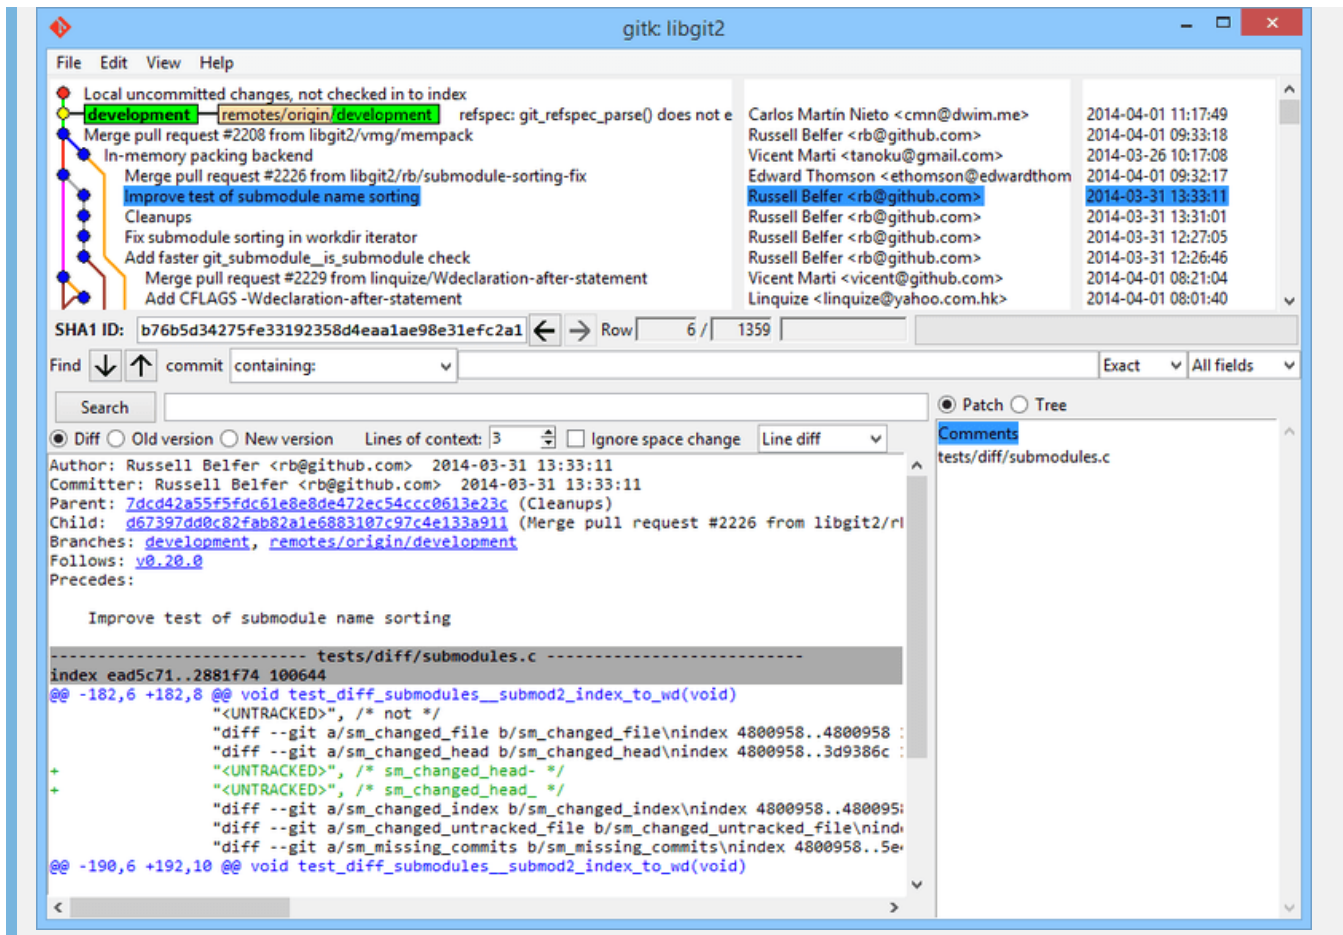 gitk: libgit2
File Edit View Help
Local uncommitted changes, not checked in to index
development remotes/origin/development refspec: git_refspec_parse() does not e Carlos Martín Nieto <cmn@dwim.me> 2014-04-01 11:17:49
Merge pull request #2208 from libgit2/vmg/mempack Russell Belfer <rb@github.com> 2014-04-01 09:33:18
In-memory packing backend Vicent Marti <tanoku@gmail.com> 2014-03-26 10:17:08
Merge pull request #2226 from libgit2/rb/submodule-sorting-fix Edward Thomson <ethomson@edwardthom 2014-04-01 09:32:17
Improve test of submodule name sorting Russell Belfer <rb@github.com> 2014-03-31 13:33:11
Cleanups Russell Belfer <rb@github.com> 2014-03-31 13:31:01
Fix submodule sorting in workdir iterator Russell Belfer <rb@github.com> 2014-03-31 12:27:05
Add faster git_submodule__is_submodule check Russell Belfer <rb@github.com> 2014-03-31 12:26:46
Merge pull request #2229 from linquize/Wdeclaration-after-statement Vicent Marti <vicent@github.com> 2014-04-01 08:21:04
Add CFLAGS -Wdeclaration-after-statement Linquize <linquize@yahoo.com.hk> 2014-04-01 08:01:40
SHA1 ID: b76b5d34275fe33192358d4eaa1ae98e31efc2a1 Row 6 / 1359
Find commit containing: Exact All fields
Search Patch Tree
Diff Old version New version Lines of context: 3 Ignore space change Line diff
Comments
tests/diff/submodules.c
Author: Russell Belfer <rb@github.com> 2014-03-31 13:33:11
Committer: Russell Belfer <rb@github.com> 2014-03-31 13:33:11
Parent: 7dcd42a55f5fdc61e8e8de472ec54ccc0613e23c (Cleanups)
Child: d67397dd0c82fab82a1e6883107c97c4e133a911 (Merge pull request #2226 from libgit2/rl
Branches: development, remotes/origin/development
Follows: v0.20.0
Precedes:
Improve test of submodule name sorting
--------------------------- tests/diff/submodules.c ---------------------------
index ead5c71..2881f74 100644
@@ -182,6 +182,8 @@ void test_diff_submodules__submod2_index_to_wd(void)
"<UNTRACKED>", /* not */
"diff --git a/sm_changed_file b/sm_changed_file\nindex 4800958..4800958
"diff --git a/sm_changed_head b/sm_changed_head\nindex 4800958..3d9386c
+ "<UNTRACKED>", /* sm_changed_head- */
+ "<UNTRACKED>", /* sm_changed_head_ */
"diff --git a/sm_changed_index b/sm_changed_index\nindex 4800958..480095
"diff --git a/sm_changed_untracked_file b/sm_changed_untracked_file\nind
"diff --git a/sm_missing_commits b/sm_missing_commits\nindex 4800958..5e
@@ -190,6 +192,10 @@ void test_diff_submodules__submod2_index_to_wd(void)